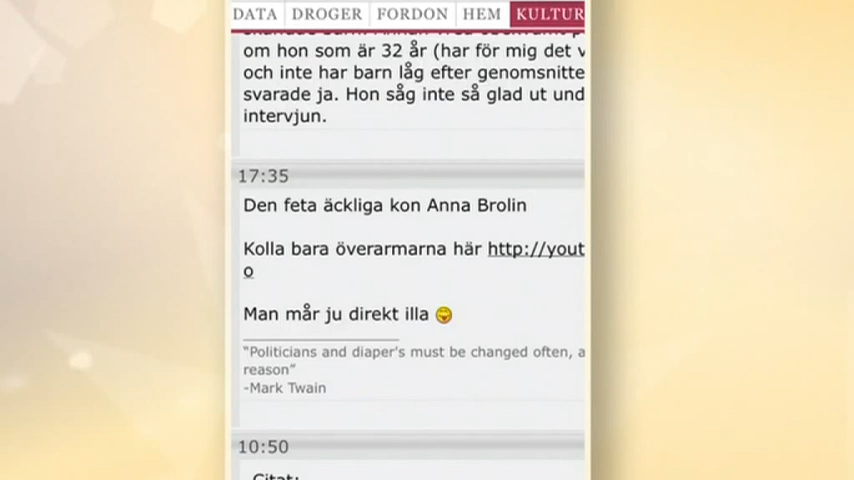 DATA DROGER FORDON HEM KULTUR
om hon som är 32 år (har för mig det v
och inte har barn låg efter genomsnitte
svarade ja. Hon såg inte så glad ut und
intervjun.
17:35
Den feta äckliga kon Anna Brolin
Kolla bara överarmarna här http://yout
o
Man mår ju direkt illa
"Politicians and diaper's must be changed often, a
reason"
-Mark Twain
10:50
Citat: